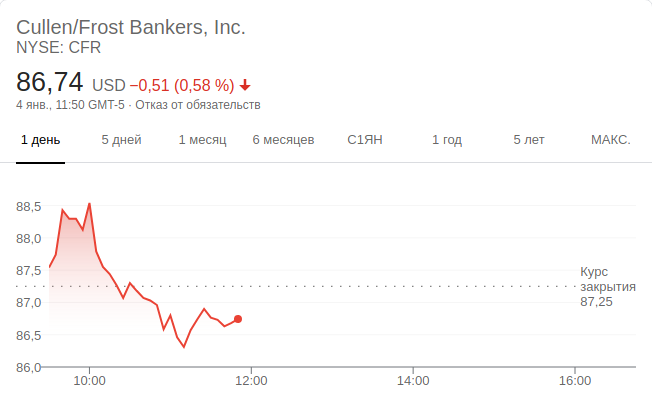 Cullen/Frost Bankers, Inc.
NYSE: CFR
86,74 USD −0,51 (0,58 %)
4 янв., 11:50 GMT-5 · Отказ от обязательств
1 день 5 дней 1 месяц 6 месяцев С1ЯН 1 год 5 лет МАКС.
88,5
88,0
87,5
Курс
закрытия
87,25
87,0
86,5
86,0
10:00 12:00 14:00 16:00